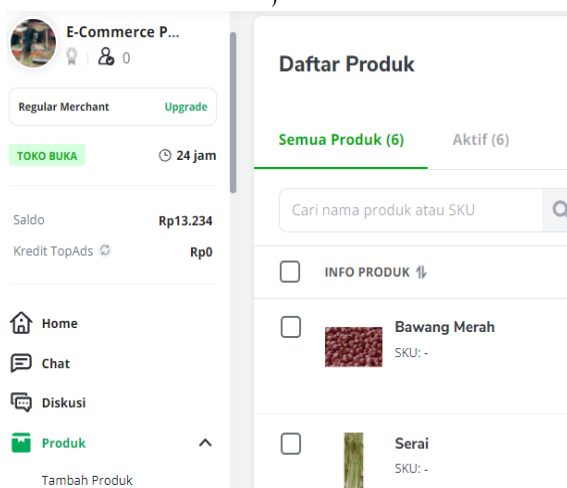 E-Commerce P...
0
Regular Merchant Upgrade
TOKO BUKA 24 jam
Saldo Rp13.234
Kredit TopAds Rp0
Home
Chat
Diskusi
Produk
Tambah Produk
Daftar Produk
Semua Produk (6) Aktif (6)
Cari nama produk atau SKU
INFO PRODUK
Bawang Merah
SKU: -
Serai
SKU: -